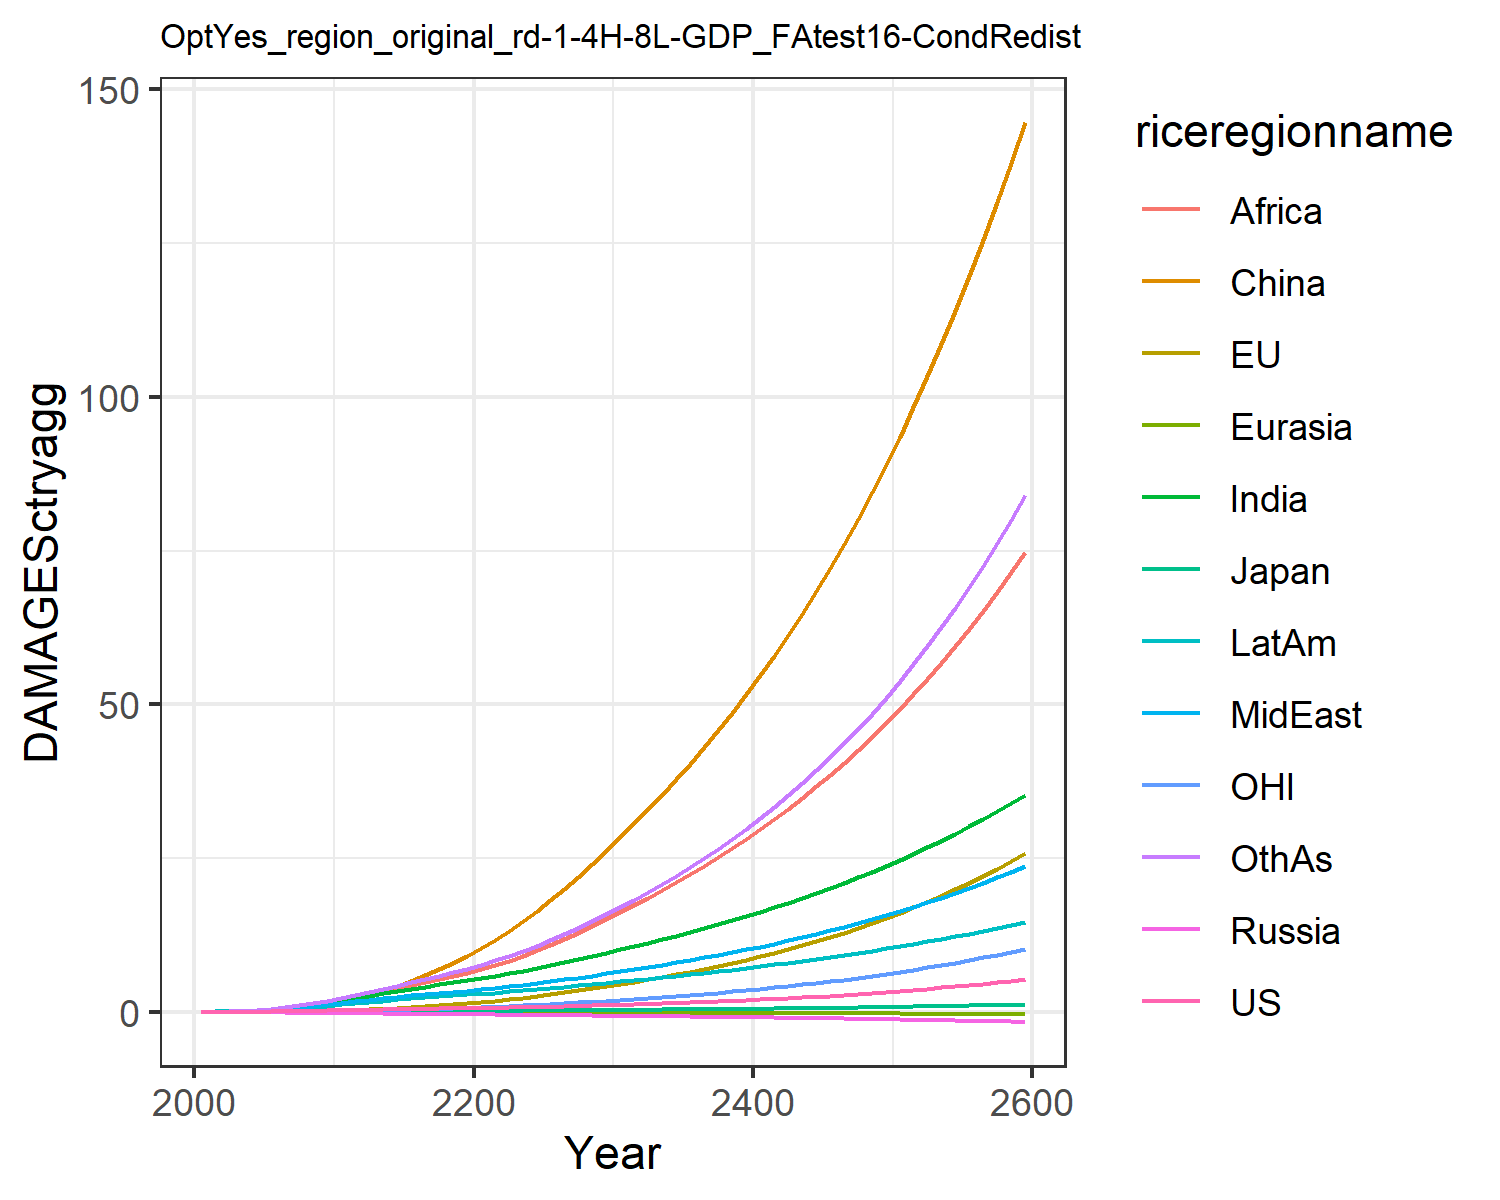 OptYes_region_original_rd-1-4H-8L-GDP_FAtest16-CondRedist
150
100
50
0
DAMAGESctryagg
2000 2200 2400 2600
Year
riceregionname
Africa
China
EU
Eurasia
India
Japan
LatAm
MidEast
OHI
OthAs
Russia
US